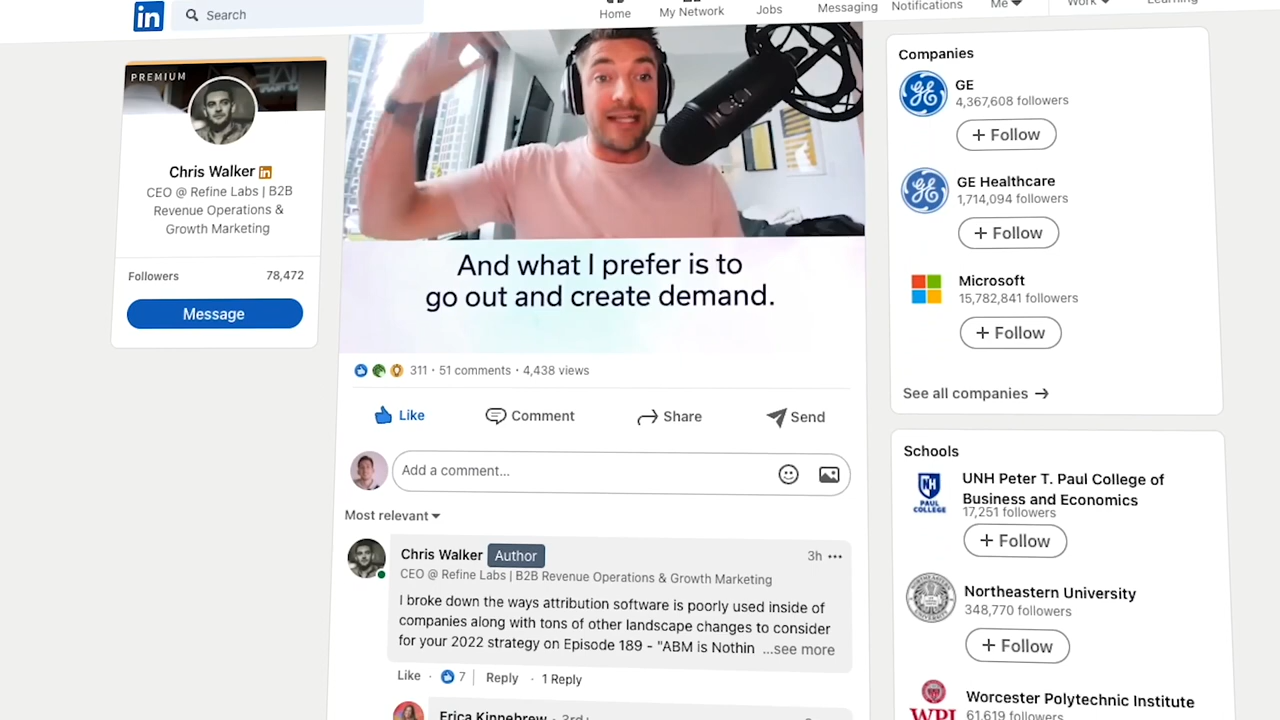 in
Search
Home
My Network
Jobs
Messaging
Notifications
Me
Work
Learning
PREMIUM
Chris Walker in
CEO @ Refine Labs | B2B
Revenue Operations &
Growth Marketing
Followers 78,472
Message
And what I prefer is to
go out and create demand.
311 · 51 comments · 4,438 views
Like
Comment
Share
Send
Add a comment...
Most relevant
Chris Walker Author 3h
CEO @ Refine Labs | B2B Revenue Operations & Growth Marketing
I broke down the ways attribution software is poorly used inside of
companies along with tons of other landscape changes to consider
for your 2022 strategy on Episode 189 - "ABM is Nothin ...see more
Like · 7 | Reply · 1 Reply
Erica Kinnebrew · 3rd+
Companies
GE
4,367,608 followers
+ Follow
GE Healthcare
1,714,094 followers
+ Follow
Microsoft
15,782,841 followers
+ Follow
See all companies →
Schools
NH
PAUL
COLLEGE
UNH Peter T. Paul College of
Business and Economics
17,251 followers
+ Follow
Northeastern University
348,770 followers
+ Follow
WPI
Worcester Polytechnic Institute
61,619 followers